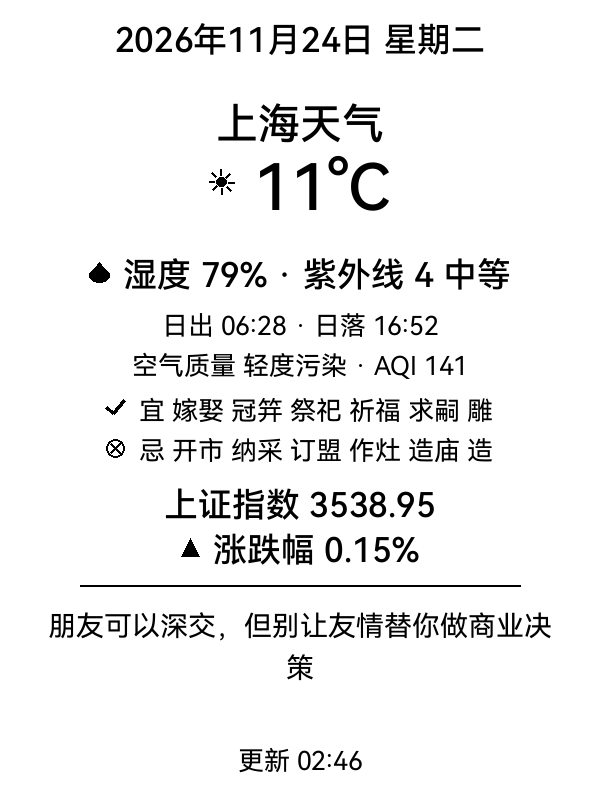 2026年11月24日 星期二
上海天气
11°C
湿度 79% · 紫外线 4 中等
日出 06:28 · 日落 16:52
空气质量 轻度污染 · AQI 141
宜 嫁娶 冠笄 祭祀 祈福 求嗣 雕
忌 开市 纳采 订盟 作灶 造庙 造
上证指数 3538.95
▲ 涨跌幅 0.15%
朋友可以深交，但别让友情替你做商业决
策
更新 02:46